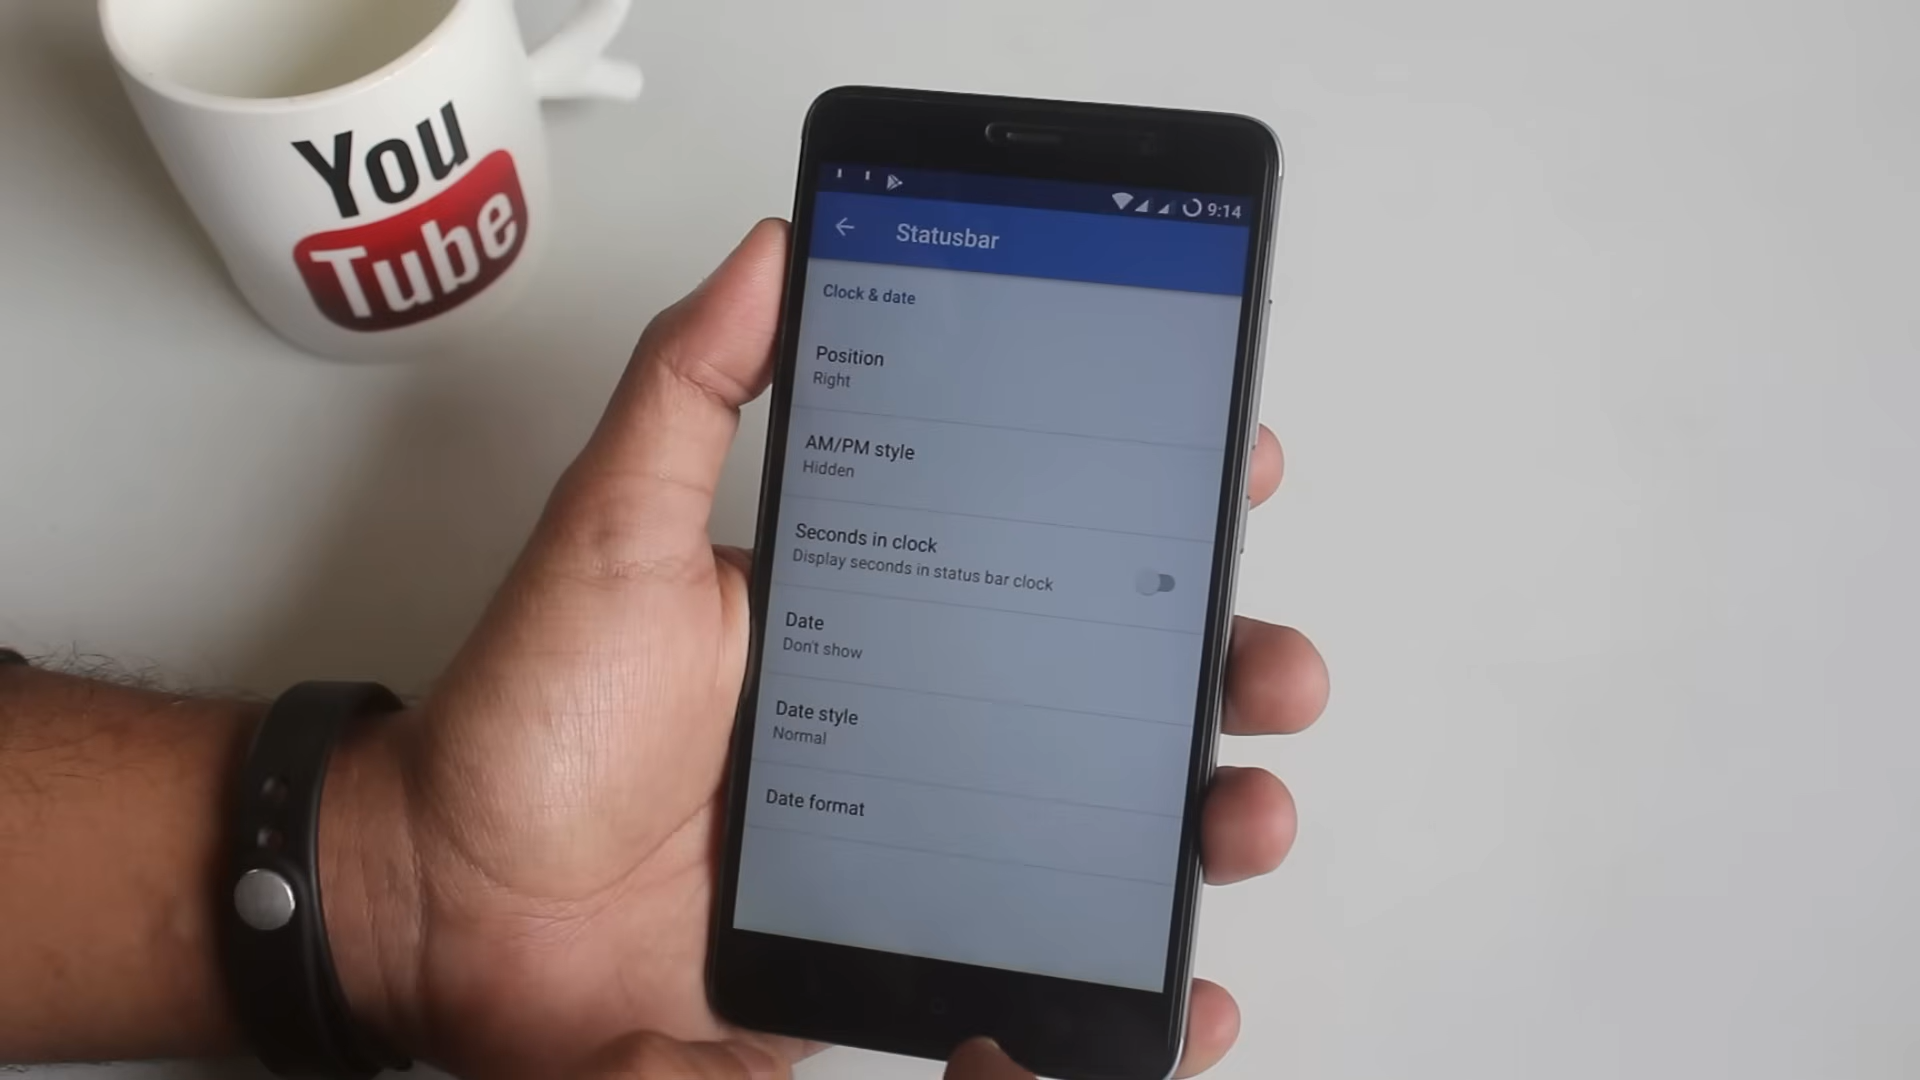 You
Tube
9:14
Statusbar
Clock & date
Position
Right
AM/PM style
Hidden
Seconds in clock
Display seconds in status bar clock
Date
Don't show
Date style
Normal
Date format